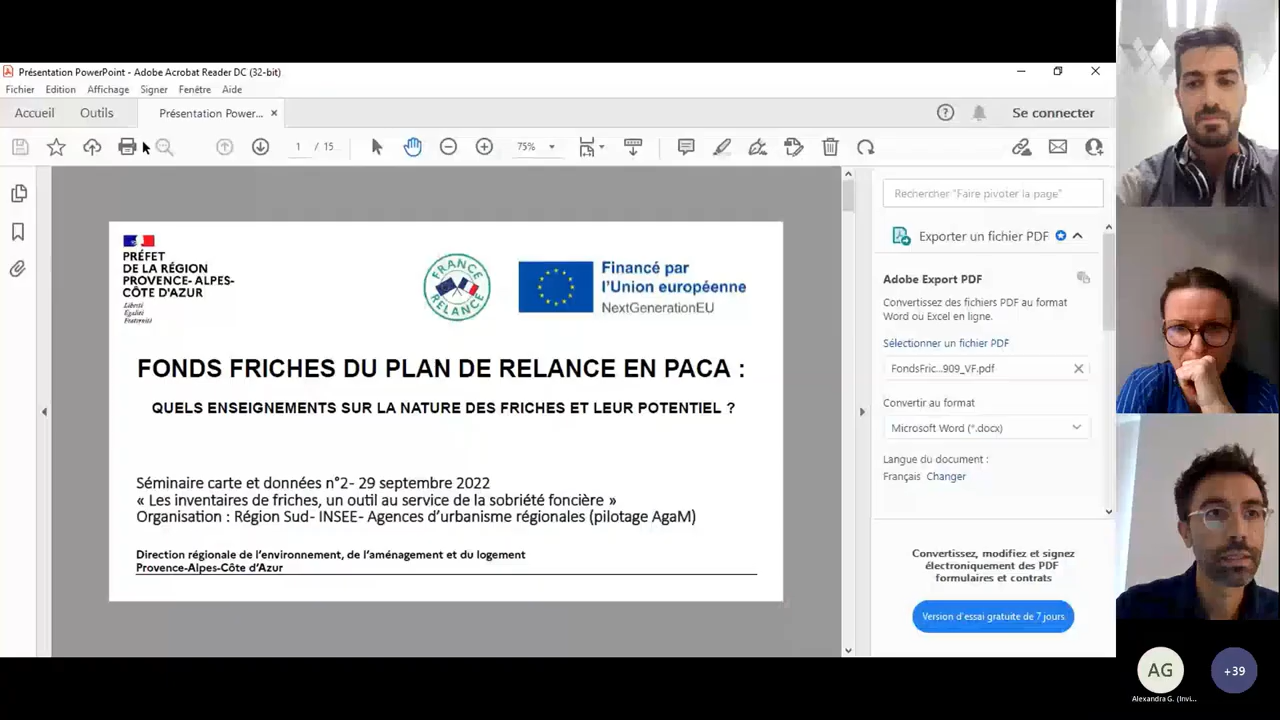 Présentation PowerPoint - Adobe Acrobat Reader DC (32-bit)
Fichier Edition Affichage Signer Fenêtre Aide
Accueil Outils Présentation Power... Se connecter
1 / 15 75%
Rechercher "Faire pivoter la page"
Exporter un fichier PDF
Adobe Export PDF
Convertissez des fichiers PDF au format
Word ou Excel en ligne.
Sélectionner un fichier PDF
FondsFric...909_VF.pdf
Convertir au format
Microsoft Word (*.docx)
Langue du document :
Français Changer
Convertissez, modifiez et signez
électroniquement des PDF
formulaires et contrats
Version d'essai gratuite de 7 jours
PRÉFET
DE LA RÉGION
PROVENCE-ALPES-
CÔTE D'AZUR
Liberté
Égalité
Fraternité
FRANCE
RELANCE
Financé par
l'Union européenne
NextGenerationEU
FONDS FRICHES DU PLAN DE RELANCE EN PACA :
QUELS ENSEIGNEMENTS SUR LA NATURE DES FRICHES ET LEUR POTENTIEL ?
Séminaire carte et données n°2- 29 septembre 2022
« Les inventaires de friches, un outil au service de la sobriété foncière »
Organisation : Région Sud- INSEE- Agences d'urbanisme régionales (pilotage AgaM)
Direction régionale de l'environnement, de l'aménagement et du logement
Provence-Alpes-Côte d'Azur
AG
+39
Alexandra G. (Invi...